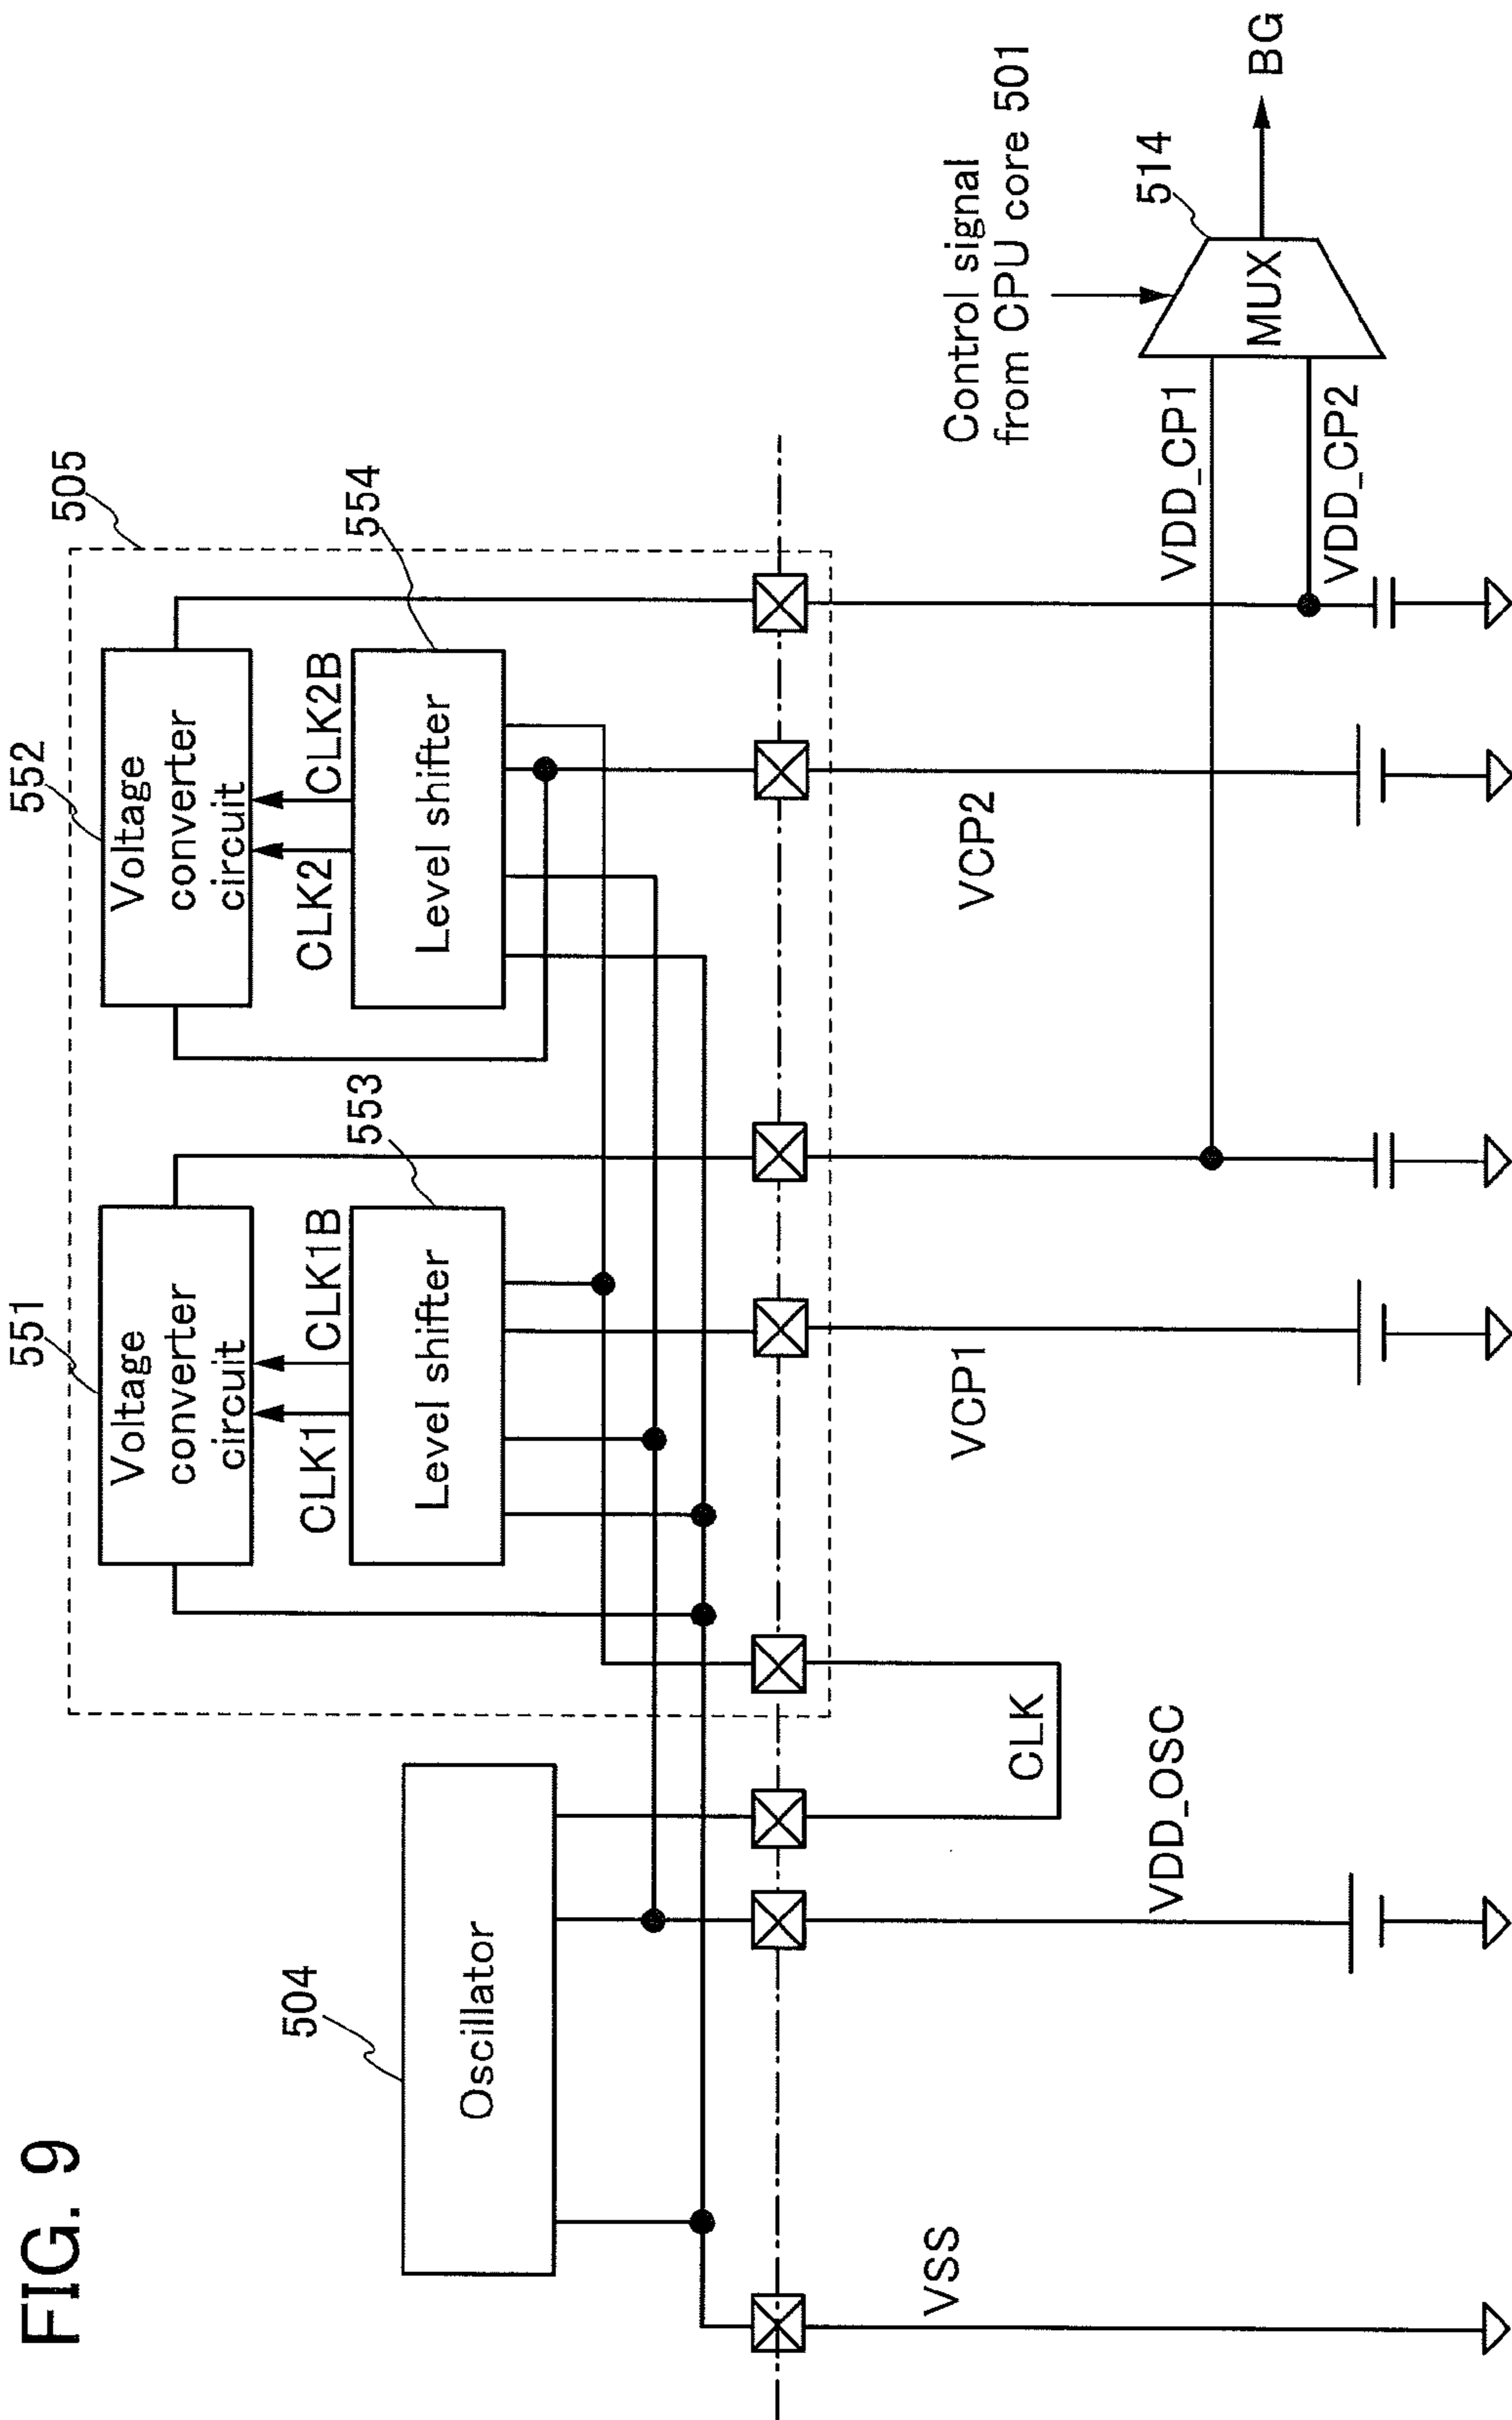 FIG. 9
505
551
552
Voltage
converter
circuit
Voltage
converter
circuit
CLK1
CLK1B
CLK2
CLK2B
553
554
504
Oscillator
Level shifter
Level shifter
VSS
VDD_OSC
CLK
VCP1
VCP2
Control signal
from CPU core 501
514
VDD_CP1
VDD_CP2
MUX
BG